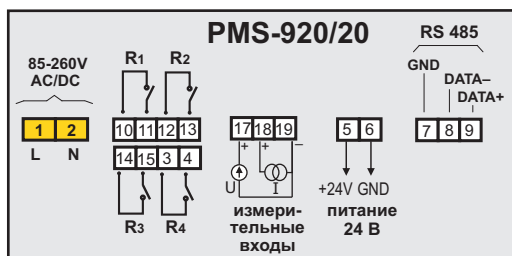 PMS-920/20
85-260V
AC/DC
1 2
L N
R1 R2
10 11 12 13
14 15 3 4
R3 R4
17 18 19
+ + –
U I
измери-
тельные
входы
5 6
+24V GND
питание
24 В
RS 485
GND
DATA–
DATA+
7 8 9